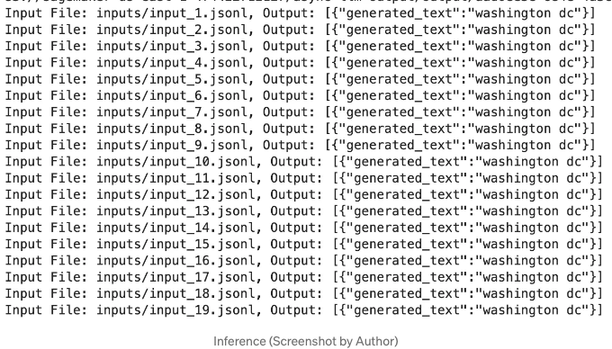 Input File: inputs/input_1.jsonl, Output: [{"generated_text":"washington dc"}]
Input File: inputs/input_2.jsonl, Output: [{"generated_text":"washington dc"}]
Input File: inputs/input_3.jsonl, Output: [{"generated_text":"washington dc"}]
Input File: inputs/input_4.jsonl, Output: [{"generated_text":"washington dc"}]
Input File: inputs/input_5.jsonl, Output: [{"generated_text":"washington dc"}]
Input File: inputs/input_6.jsonl, Output: [{"generated_text":"washington dc"}]
Input File: inputs/input_7.jsonl, Output: [{"generated_text":"washington dc"}]
Input File: inputs/input_8.jsonl, Output: [{"generated_text":"washington dc"}]
Input File: inputs/input_9.jsonl, Output: [{"generated_text":"washington dc"}]
Input File: inputs/input_10.jsonl, Output: [{"generated_text":"washington dc"}]
Input File: inputs/input_11.jsonl, Output: [{"generated_text":"washington dc"}]
Input File: inputs/input_12.jsonl, Output: [{"generated_text":"washington dc"}]
Input File: inputs/input_13.jsonl, Output: [{"generated_text":"washington dc"}]
Input File: inputs/input_14.jsonl, Output: [{"generated_text":"washington dc"}]
Input File: inputs/input_15.jsonl, Output: [{"generated_text":"washington dc"}]
Input File: inputs/input_16.jsonl, Output: [{"generated_text":"washington dc"}]
Input File: inputs/input_17.jsonl, Output: [{"generated_text":"washington dc"}]
Input File: inputs/input_18.jsonl, Output: [{"generated_text":"washington dc"}]
Input File: inputs/input_19.jsonl, Output: [{"generated_text":"washington dc"}]
Inference (Screenshot by Author)